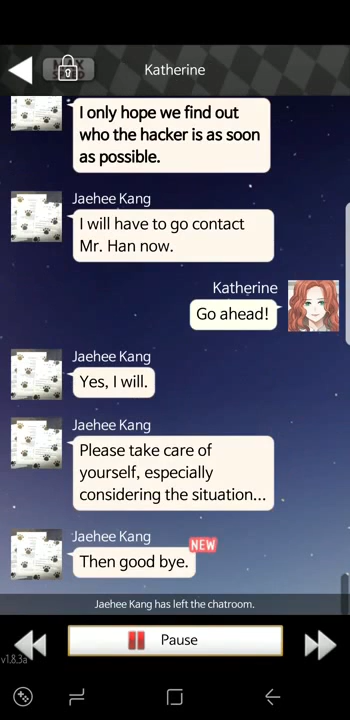 Katherine
I only hope we find out
who the hacker is as soon
as possible.
Jaehee Kang
I will have to go contact
Mr. Han now.
Katherine
Go ahead!
Jaehee Kang
Yes, I will.
Jaehee Kang
Please take care of
yourself, especially
considering the situation...
Jaehee Kang
NEW
Then good bye.
Jaehee Kang has left the chatroom.
Pause
v1.8.3a